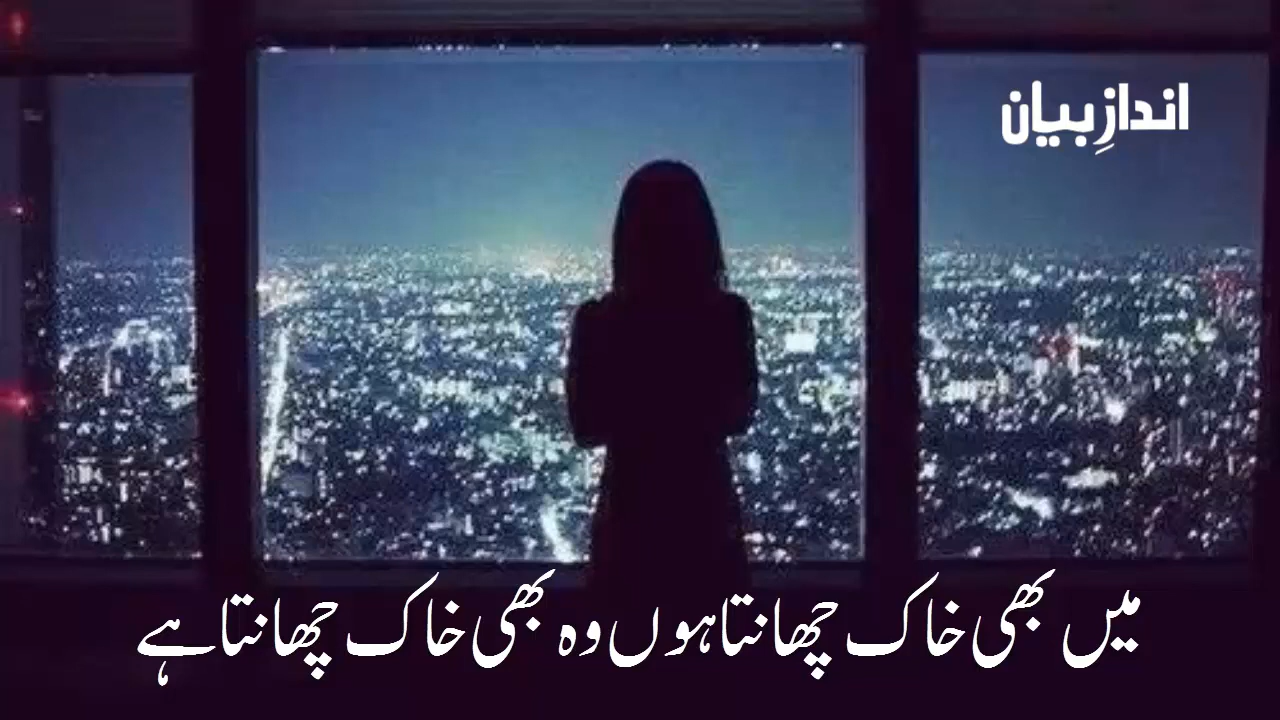 اندازِ بیان
میں بھی خاک چھانتا ہوں وہ بھی خاک چھانتا ہے